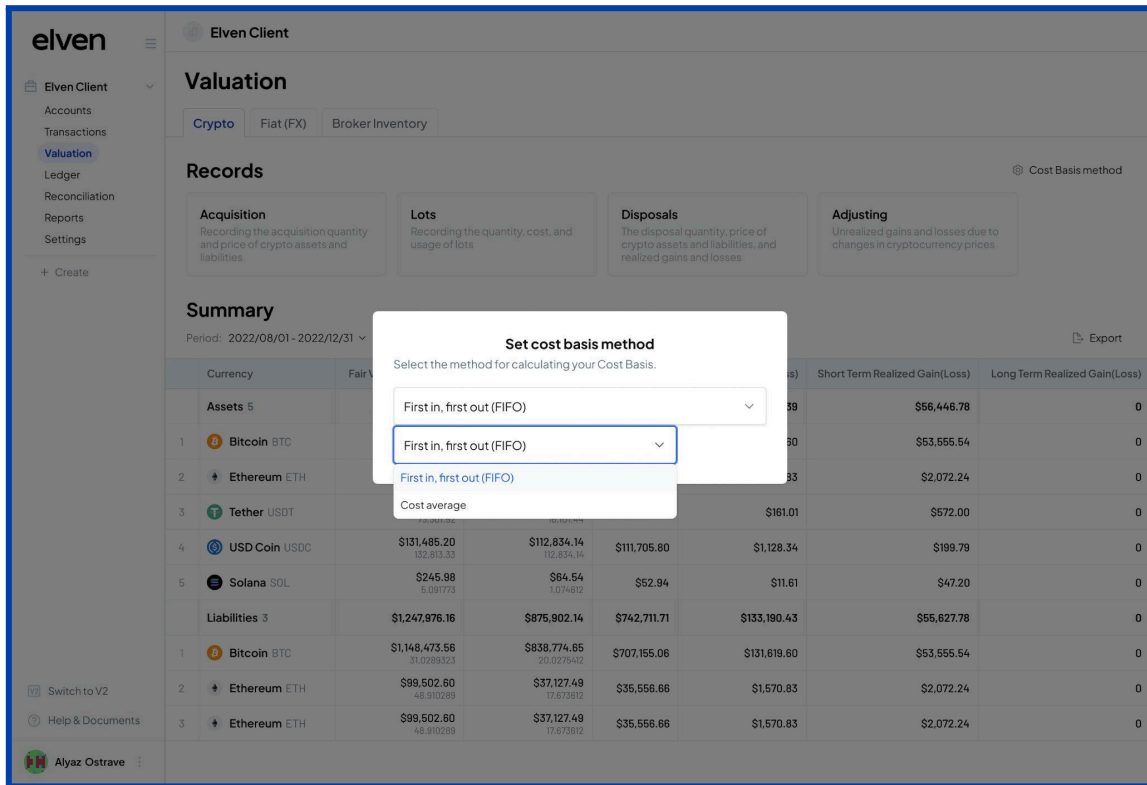 elven
Elven Client
Elven Client
Accounts
Transactions
Valuation
Ledger
Reconciliation
Reports
Settings
+ Create
Valuation
Crypto Fiat (FX) Broker Inventory
Records
Cost Basis method
Acquisition
Recording the acquisition quantity
and price of crypto assets and
liabilities
Lots
Recording the quantity, cost, and
usage of lots
Disposals
The disposal quantity, price of
crypto assets and liabilities, and
realized gains and losses
Adjusting
Unrealized gains and losses due to
changes in cryptocurrency prices
Summary
Period: 2022/08/01 - 2022/12/31
Export
Set cost basis method
Select the method for calculating your Cost Basis.
First in, first out (FIFO)
First in, first out (FIFO)
First in, first out (FIFO)
Cost average
Currency Fair Short Term Realized Gain(Loss) Long Term Realized Gain(Loss)
Assets 5 $56,446.78 0
1 Bitcoin BTC $53,555.54 0
2 Ethereum ETH $2,072.24 0
3 Tether USDT $161.01 $572.00 0
4 USD Coin USDC $131,485.20 $112,834.14 $111,705.80 $1,128.34 $199.79 0
132,813.33 112,834.14
5 Solana SOL $245.98 $64.54 $52.94 $11.61 $47.20 0
5.091773 1.074612
Liabilities 3 $1,247,976.16 $875,902.14 $742,711.71 $133,190.43 $55,627.78 0
1 Bitcoin BTC $1,148,473.56 $838,774.65 $707,155.06 $131,619.60 $53,555.54 0
31.0289323 20.0275412
2 Ethereum ETH $99,502.60 $37,127.49 $35,556.66 $1,570.83 $2,072.24 0
48.910289 17.673612
3 Ethereum ETH $99,502.60 $37,127.49 $35,556.66 $1,570.83 $2,072.24 0
48.910289 17.673612
V2 Switch to V2
Help & Documents
Alyaz Ostrave